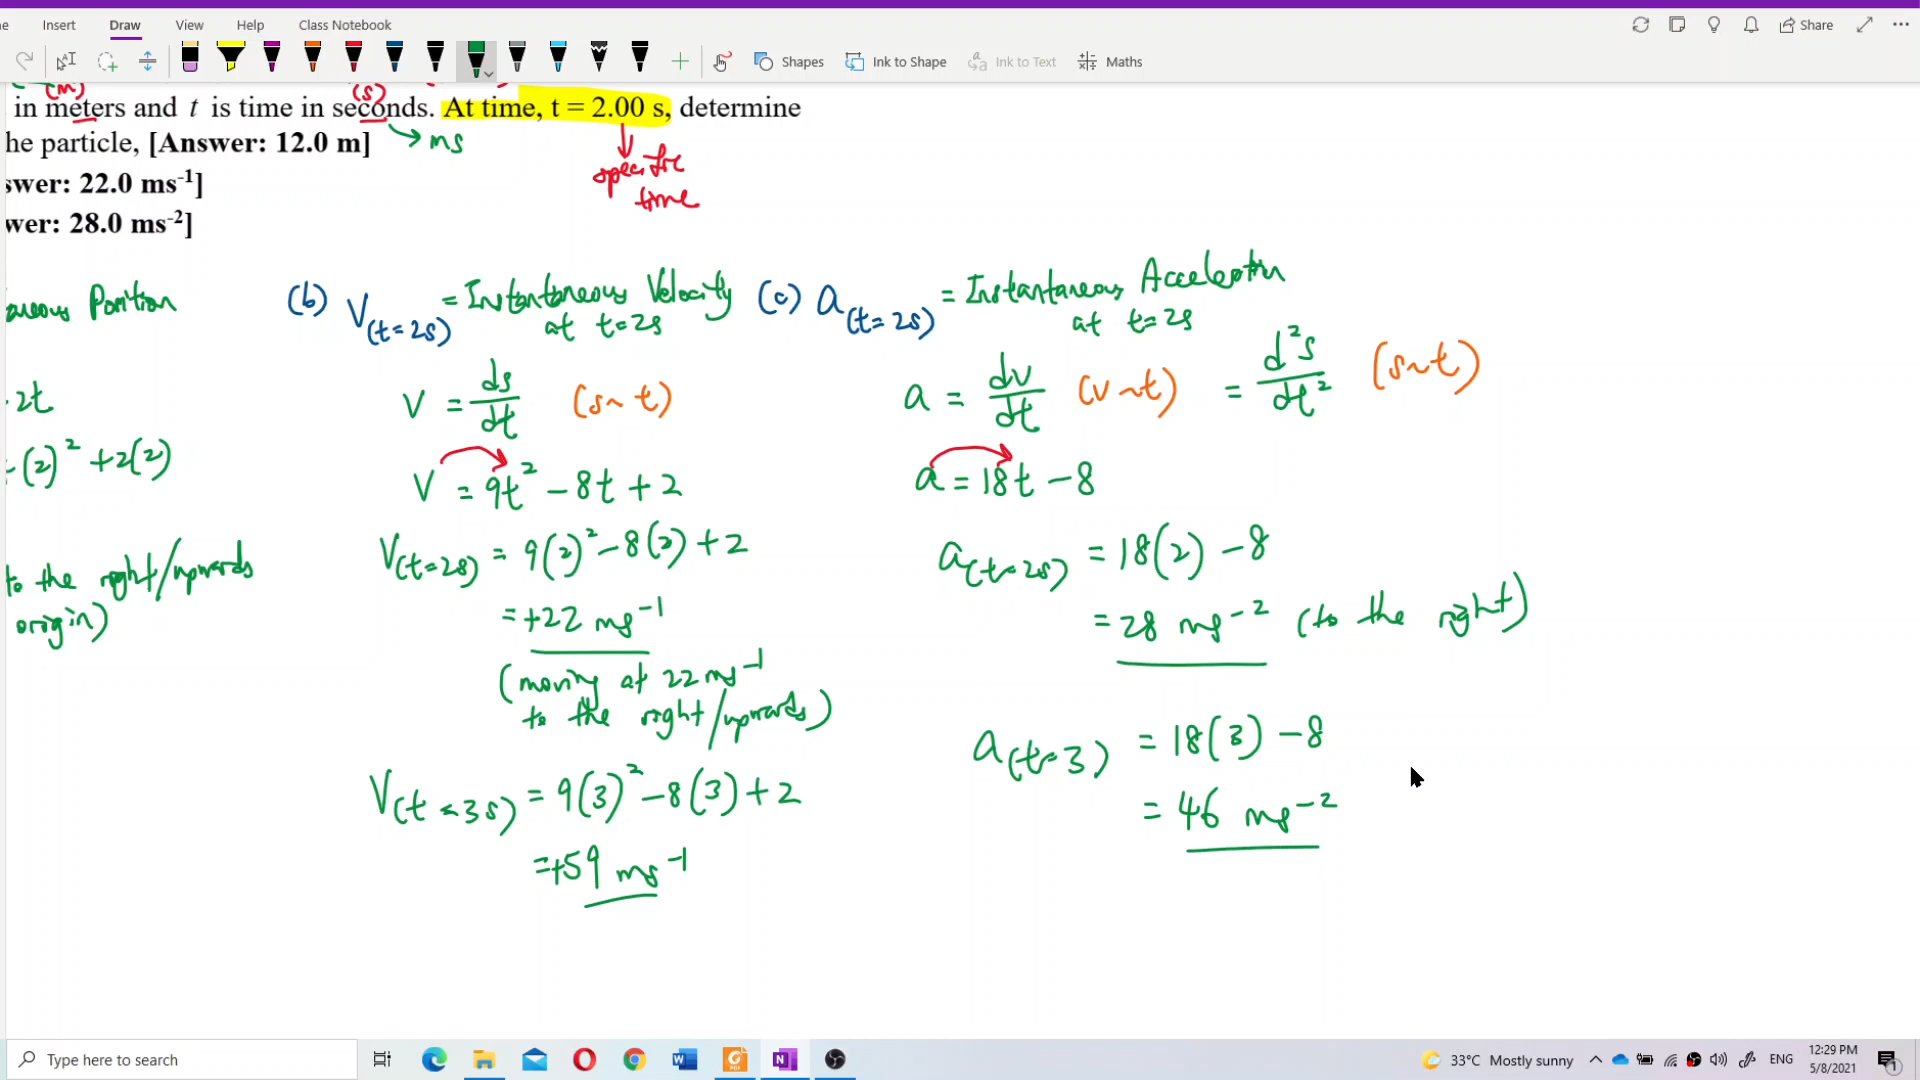 Insert Draw View Help Class Notebook Share
Shapes Ink to Shape Ink to Text Maths
(m) (s)
in meters and t is time in seconds. At time, t = 2.00 s, determine
he particle, [Answer: 12.0 m] → ms
specific
time
swer: 22.0 ms⁻¹]
wer: 28.0 ms⁻²]
aneous Position
2t
(2)² + 2(2)
to the right/upwards
origin)
(b) V(t = 2s) = Instantaneous Velocity
at t=2s
V = ds/dt (s ~ t)
V = 9t² - 8t + 2
V(t=2s) = 9(2)² - 8(2) + 2
= +22 ms⁻¹
(moving at 22 ms⁻¹
to the right/upwards)
V(t = 3s) = 9(3)² - 8(3) + 2
= +59 ms⁻¹
(c) a(t = 2s) = Instantaneous Acceleration
at t=2s
a = dv/dt (v ~ t) = d²s/dt² (s ~ t)
a = 18t - 8
a(t=2s) = 18(2) - 8
= 28 ms⁻² (to the right)
a(t=3) = 18(3) - 8
= 46 ms⁻²
Type here to search
33°C Mostly sunny ENG 12:29 PM
5/8/2021